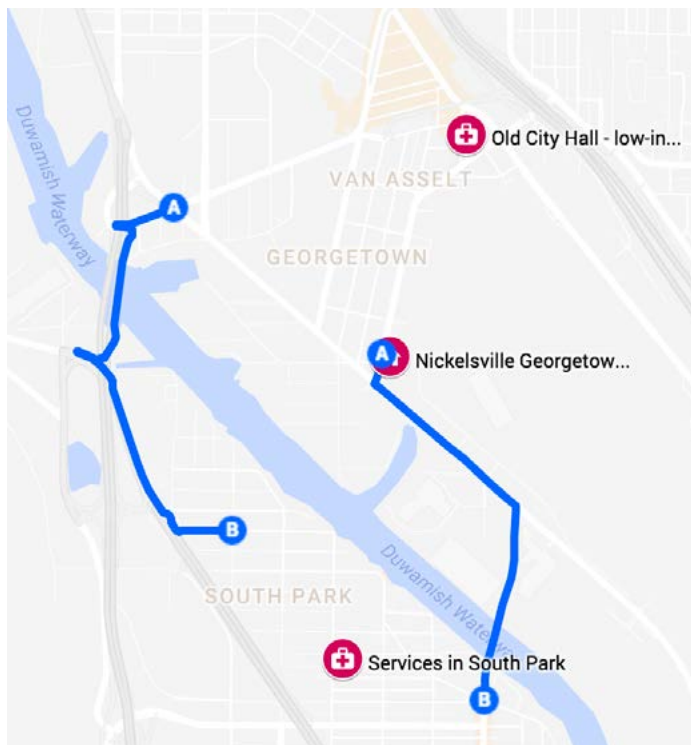 Duwamish Waterway
Old City Hall - low-in...
VAN ASSELT
A
GEORGETOWN
A
Nickelsville Georgetow...
B
Duwamish Waterw
SOUTH PARK
Services in South Park
B